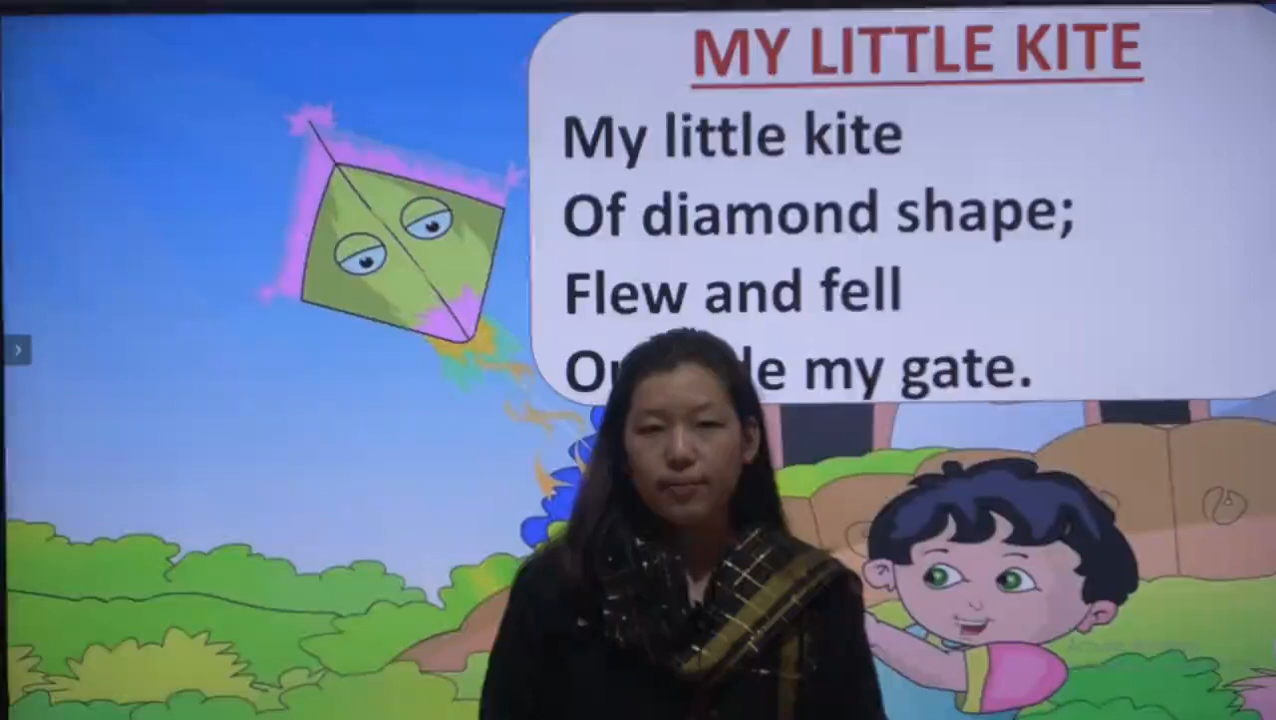 MY LITTLE KITE
My little kite
Of diamond shape;
Flew and fell
my gate.